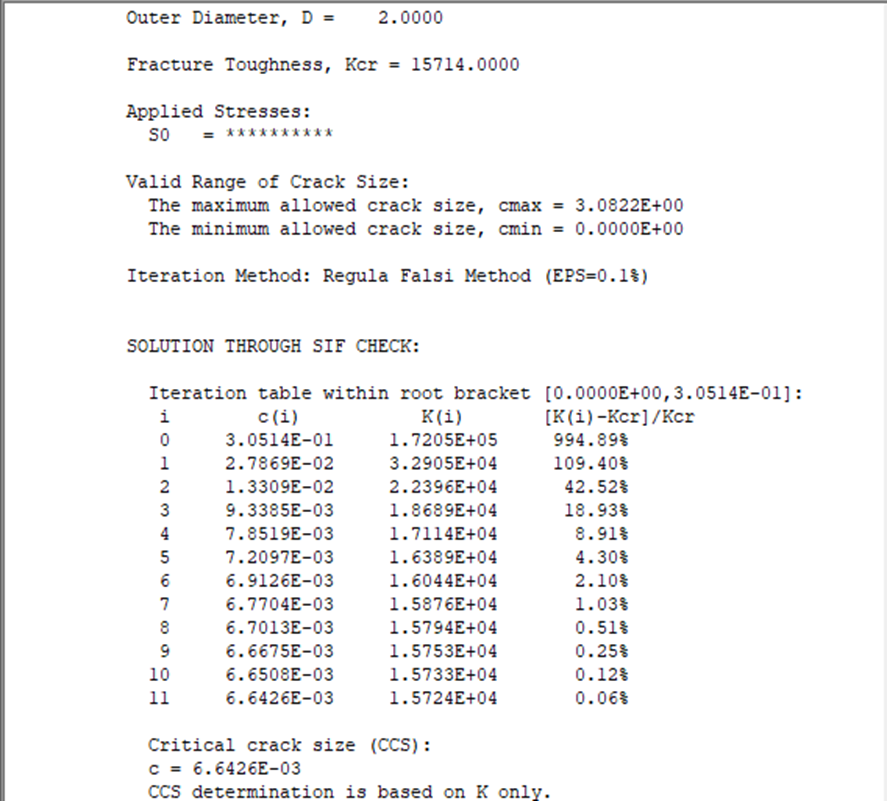 Outer Diameter, D =    2.0000
Fracture Toughness, Kcr = 15714.0000
Applied Stresses:
S0   = **********
Valid Range of Crack Size:
The maximum allowed crack size, cmax = 3.0822E+00
The minimum allowed crack size, cmin = 0.0000E+00
Iteration Method: Regula Falsi Method (EPS=0.1%)
SOLUTION THROUGH SIF CHECK:
Iteration table within root bracket [0.0000E+00,3.0514E-01]:
i        c(i)           K(i)       [K(i)-Kcr]/Kcr
0     3.0514E-01     1.7205E+05     994.89%
1     2.7869E-02     3.2905E+04     109.40%
2     1.3309E-02     2.2396E+04      42.52%
3     9.3385E-03     1.8689E+04      18.93%
4     7.8519E-03     1.7114E+04       8.91%
5     7.2097E-03     1.6389E+04       4.30%
6     6.9126E-03     1.6044E+04       2.10%
7     6.7704E-03     1.5876E+04       1.03%
8     6.7013E-03     1.5794E+04       0.51%
9     6.6675E-03     1.5753E+04       0.25%
10     6.6508E-03     1.5733E+04       0.12%
11     6.6426E-03     1.5724E+04       0.06%
Critical crack size (CCS):
c = 6.6426E-03
CCS determination is based on K only.